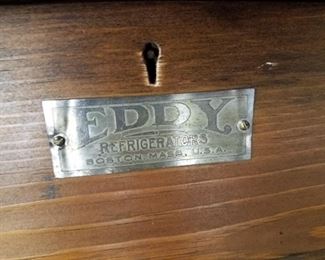 EDDY
REFRIGERATORS
BOSTON. MASS. U.S.A.